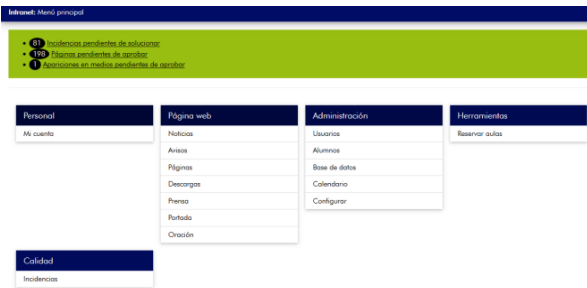 Intranet: Menú principal
81 Incidencias pendientes de solucionar
198 Páginas pendientes de aprobar
1 Apariciones en medios pendientes de aprobar
Personal
Mi cuenta
Página web
Noticias
Avisos
Páginas
Descargas
Prensa
Portada
Oración
Administración
Usuarios
Alumnos
Base de datos
Calendario
Configurar
Herramientas
Reservar aulas
Calidad
Incidencias